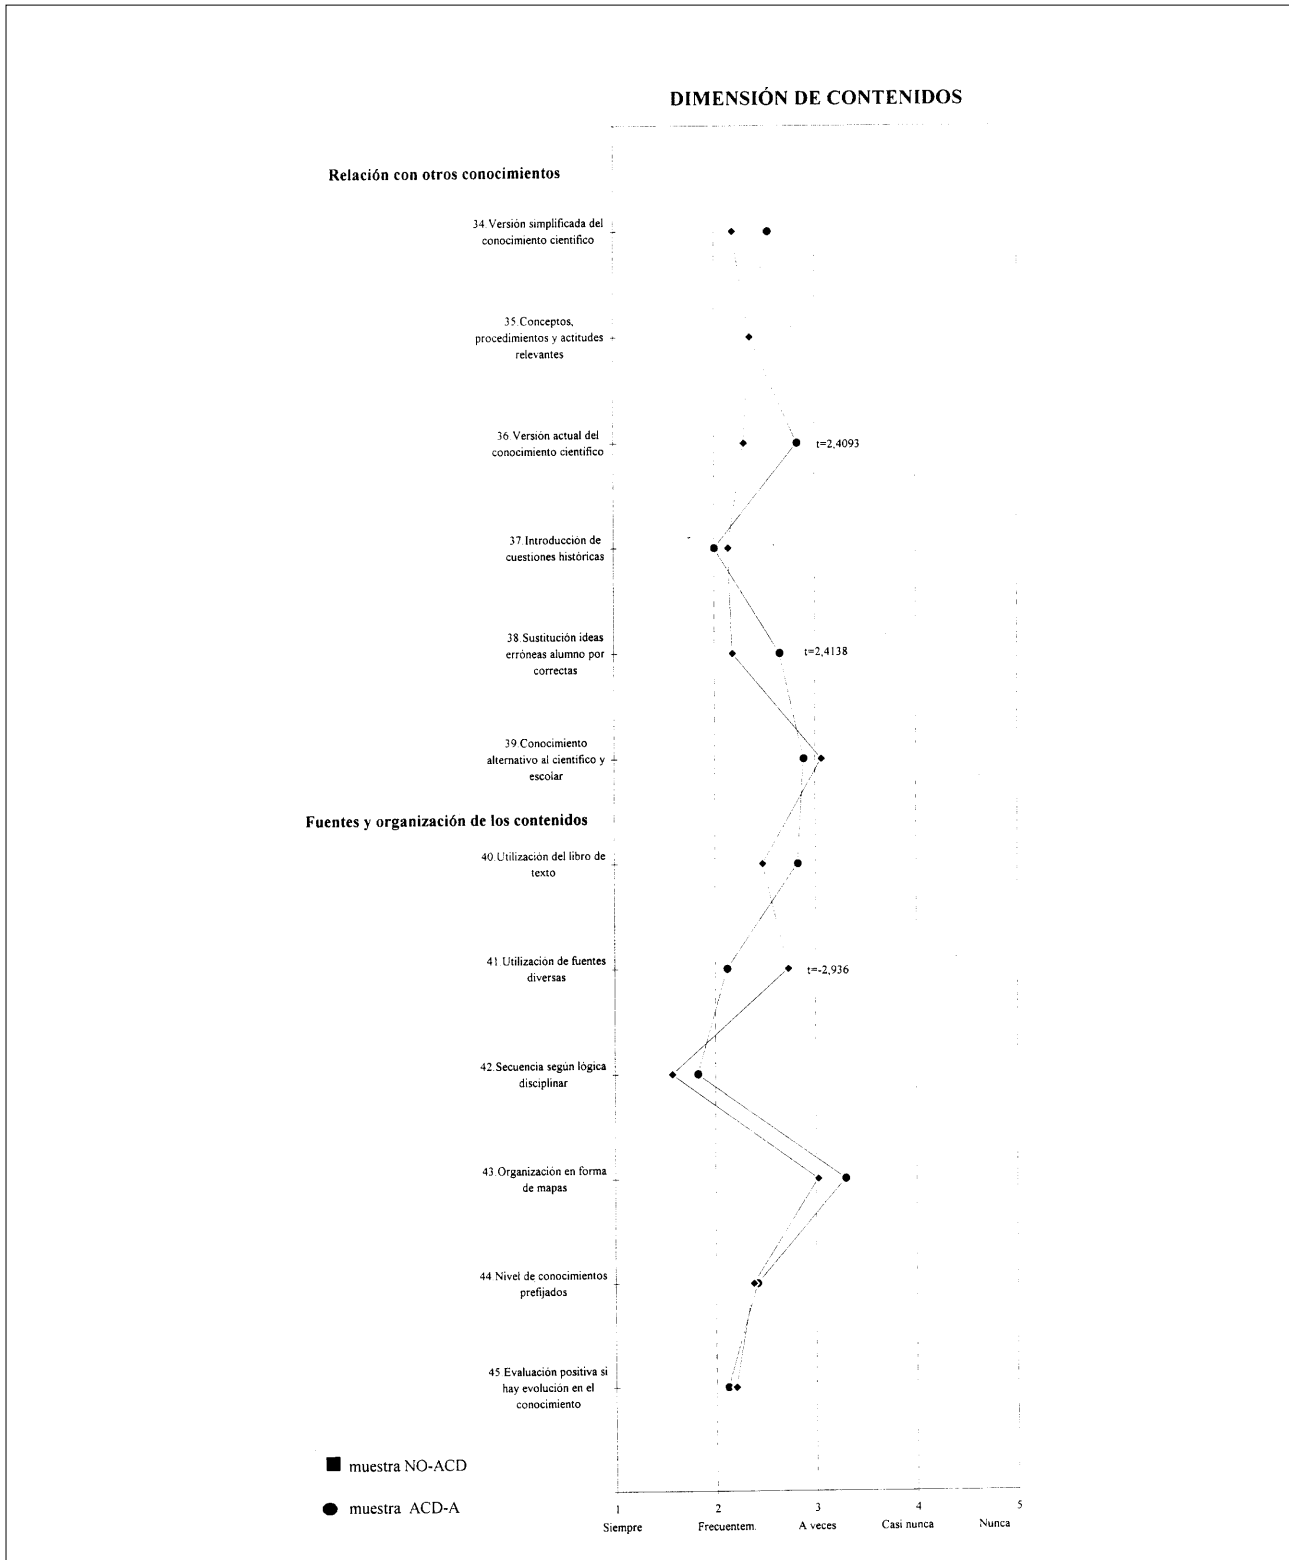 DIMENSIÓN DE CONTENIDOS
Relación con otros conocimientos
34.Versión simplificada del
conocimiento científico
35.Conceptos,
procedimientos y actitudes
relevantes
36.Versión actual del
conocimiento científico
t=2,4093
37.Introducción de
cuestiones históricas
38.Sustitución ideas
erróneas alumno por
correctas
t=2,4138
39.Conocimiento
alternativo al científico y
escolar
Fuentes y organización de los contenidos
40.Utilización del libro de
texto
41.Utilización de fuentes
diversas
t=-2,936
42.Secuencia según lógica
disciplinar
43.Organización en forma
de mapas
44 Nivel de conocimientos
prefijados
45 Evaluación positiva si
hay evolución en el
conocimiento
muestra NO-ACD
muestra ACD-A
1 2 3 4 5
Siempre Frecuentem. A veces Casi nunca Nunca